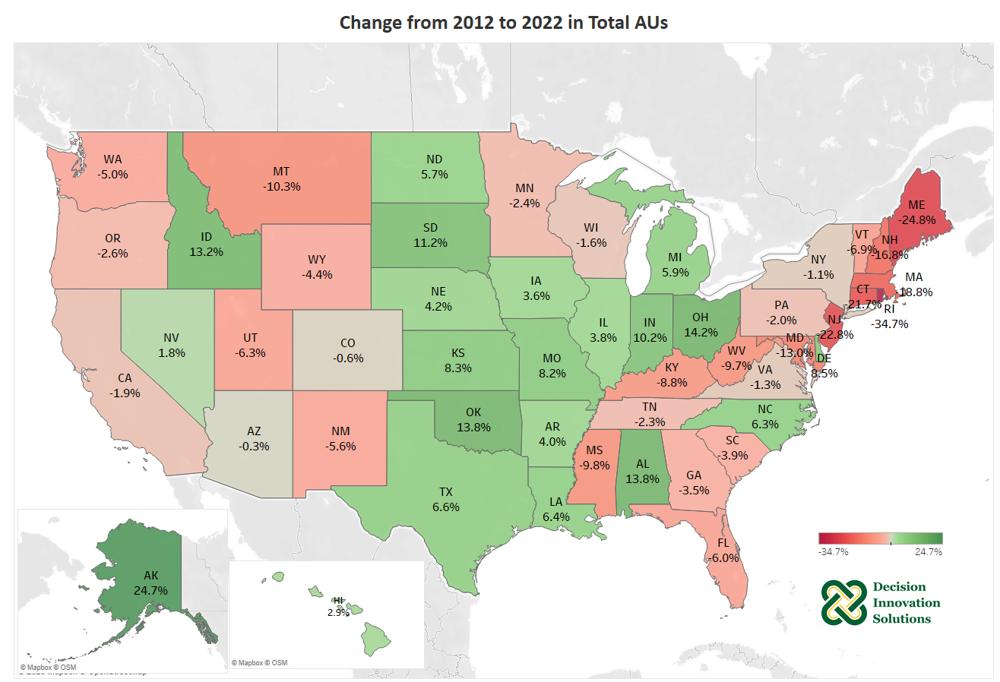 Change from 2012 to 2022 in Total AUs
WA
-5.0%
MT
-10.3%
ND
5.7%
MN
-2.4%
ME
-24.8%
OR
-2.6%
ID
13.2%
WY
-4.4%
SD
11.2%
WI
-1.6%
MI
5.9%
NY
-1.1%
VT
-6.9%
NH
-16.8%
MA
-18.8%
CT
-21.7%
RI
-34.7%
NV
1.8%
UT
-6.3%
CO
-0.6%
NE
4.2%
IA
3.6%
IL
3.8%
IN
10.2%
OH
14.2%
PA
-2.0%
NJ
-22.8%
MD
-13.0%
DE
8.5%
CA
-1.9%
KS
8.3%
MO
8.2%
KY
-8.8%
WV
-9.7%
VA
-1.3%
AZ
-0.3%
NM
-5.6%
OK
13.8%
AR
4.0%
TN
-2.3%
NC
6.3%
SC
-3.9%
MS
-9.8%
AL
13.8%
GA
-3.5%
TX
6.6%
LA
6.4%
FL
-6.0%
AK
24.7%
HI
2.9%
-34.7% 24.7%
Decision
Innovation
Solutions
© Mapbox © OSM
© Mapbox © OSM